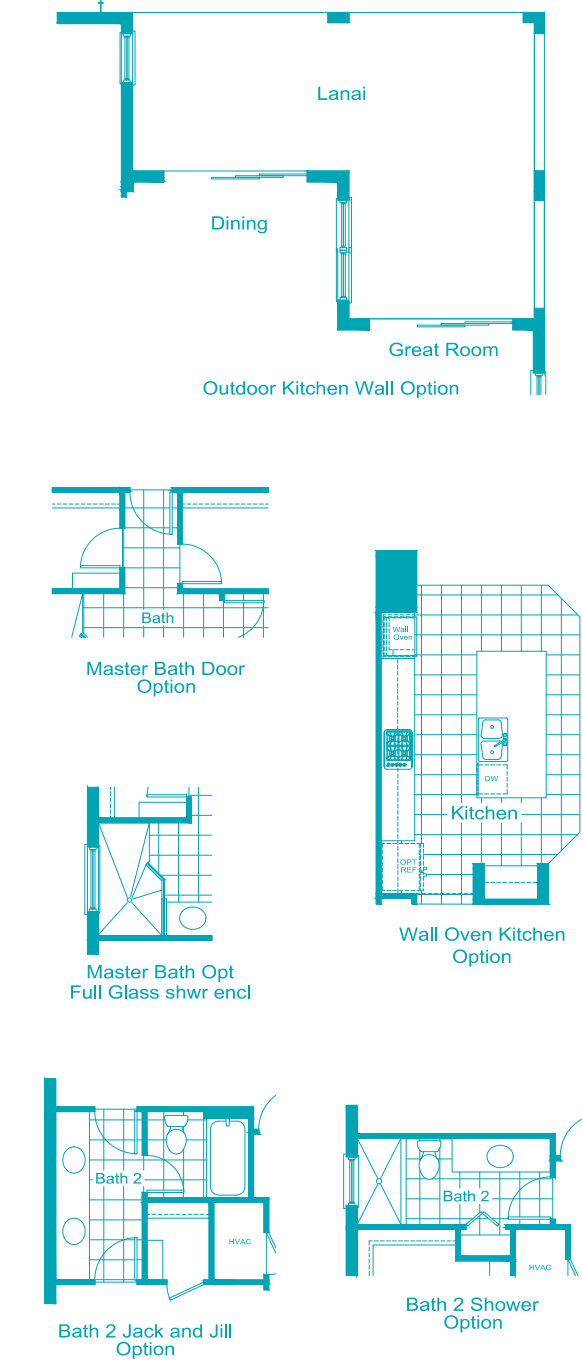 Lanai
Dining
Great Room
Outdoor Kitchen Wall Option
Bath
Master Bath Door
Option
Wall
Oven
DW
Kitchen
OPT
REF
Wall Oven Kitchen
Option
Master Bath Opt
Full Glass shwr encl
Bath 2
HVAC
Bath 2 Jack and Jill
Option
Bath 2
HVAC
Bath 2 Shower
Option